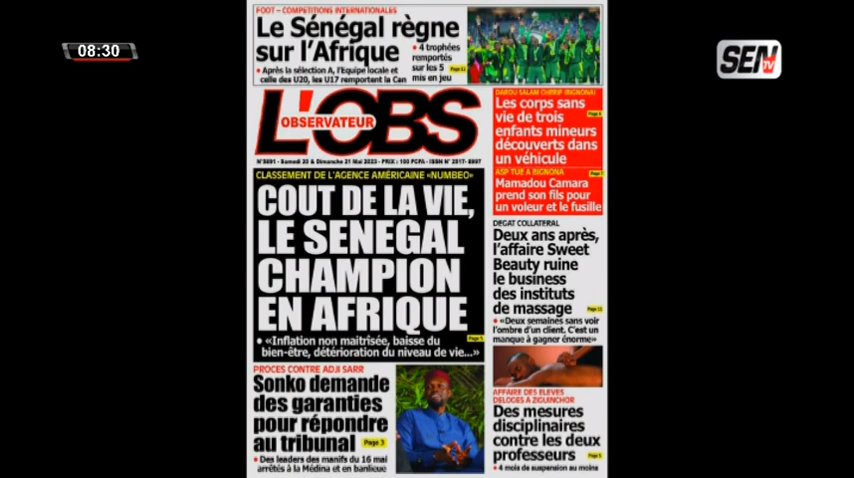 08:30
SEN
TV
FOOT - COMPÉTITIONS INTERNATIONALES
Le Sénégal règne
sur l'Afrique
• 4 trophées
remportés
sur les 5
mis en jeu
Page 11
• Après la sélection A, l'Equipe locale et
celle des U20, les U17 remportent la Can
L'OBS
OBSERVATEUR
N°5891 - Samedi 20 & Dimanche 21 Mai 2023 - PRIX : 100 FCFA - ISSN N° 0817-
CLASSEMENT DE L'AGENCE AMÉRICAINE «NUMBEO»
COUT DE LA VIE,
LE SENEGAL
CHAMPION
EN AFRIQUE
• «Inflation non maitrisée, baisse du
bien-être, détérioration du niveau de vie...»
PROCES CONTRE ADJI SARR
Sonko demande
des garanties
pour répondre
au tribunal
Page 3
• Des leaders des manifs du 16 mai
arrêtés à la Médina et en banlieue
DAROU SALAM CHERIF (BIGNONA)
Les corps sans
vie de trois
enfants mineurs
découverts dans
un véhicule
ASP TUE A BIGNONA
Mamadou Camara
prend son fils pour
un voleur et le fusille
DEGAT COLLATERAL
Deux ans après,
l'affaire Sweet
Beauty ruine
le business
des instituts
de massage
• «Deux semaines sans voir
l'ombre d'un client. C'est un
manque à gagner énorme»
AFFAIRE DES ELEVES
DELOGES A ZIGUINCHOR
Des mesures
disciplinaires
contre les deux
professeurs
• 4 mois de suspension au moins